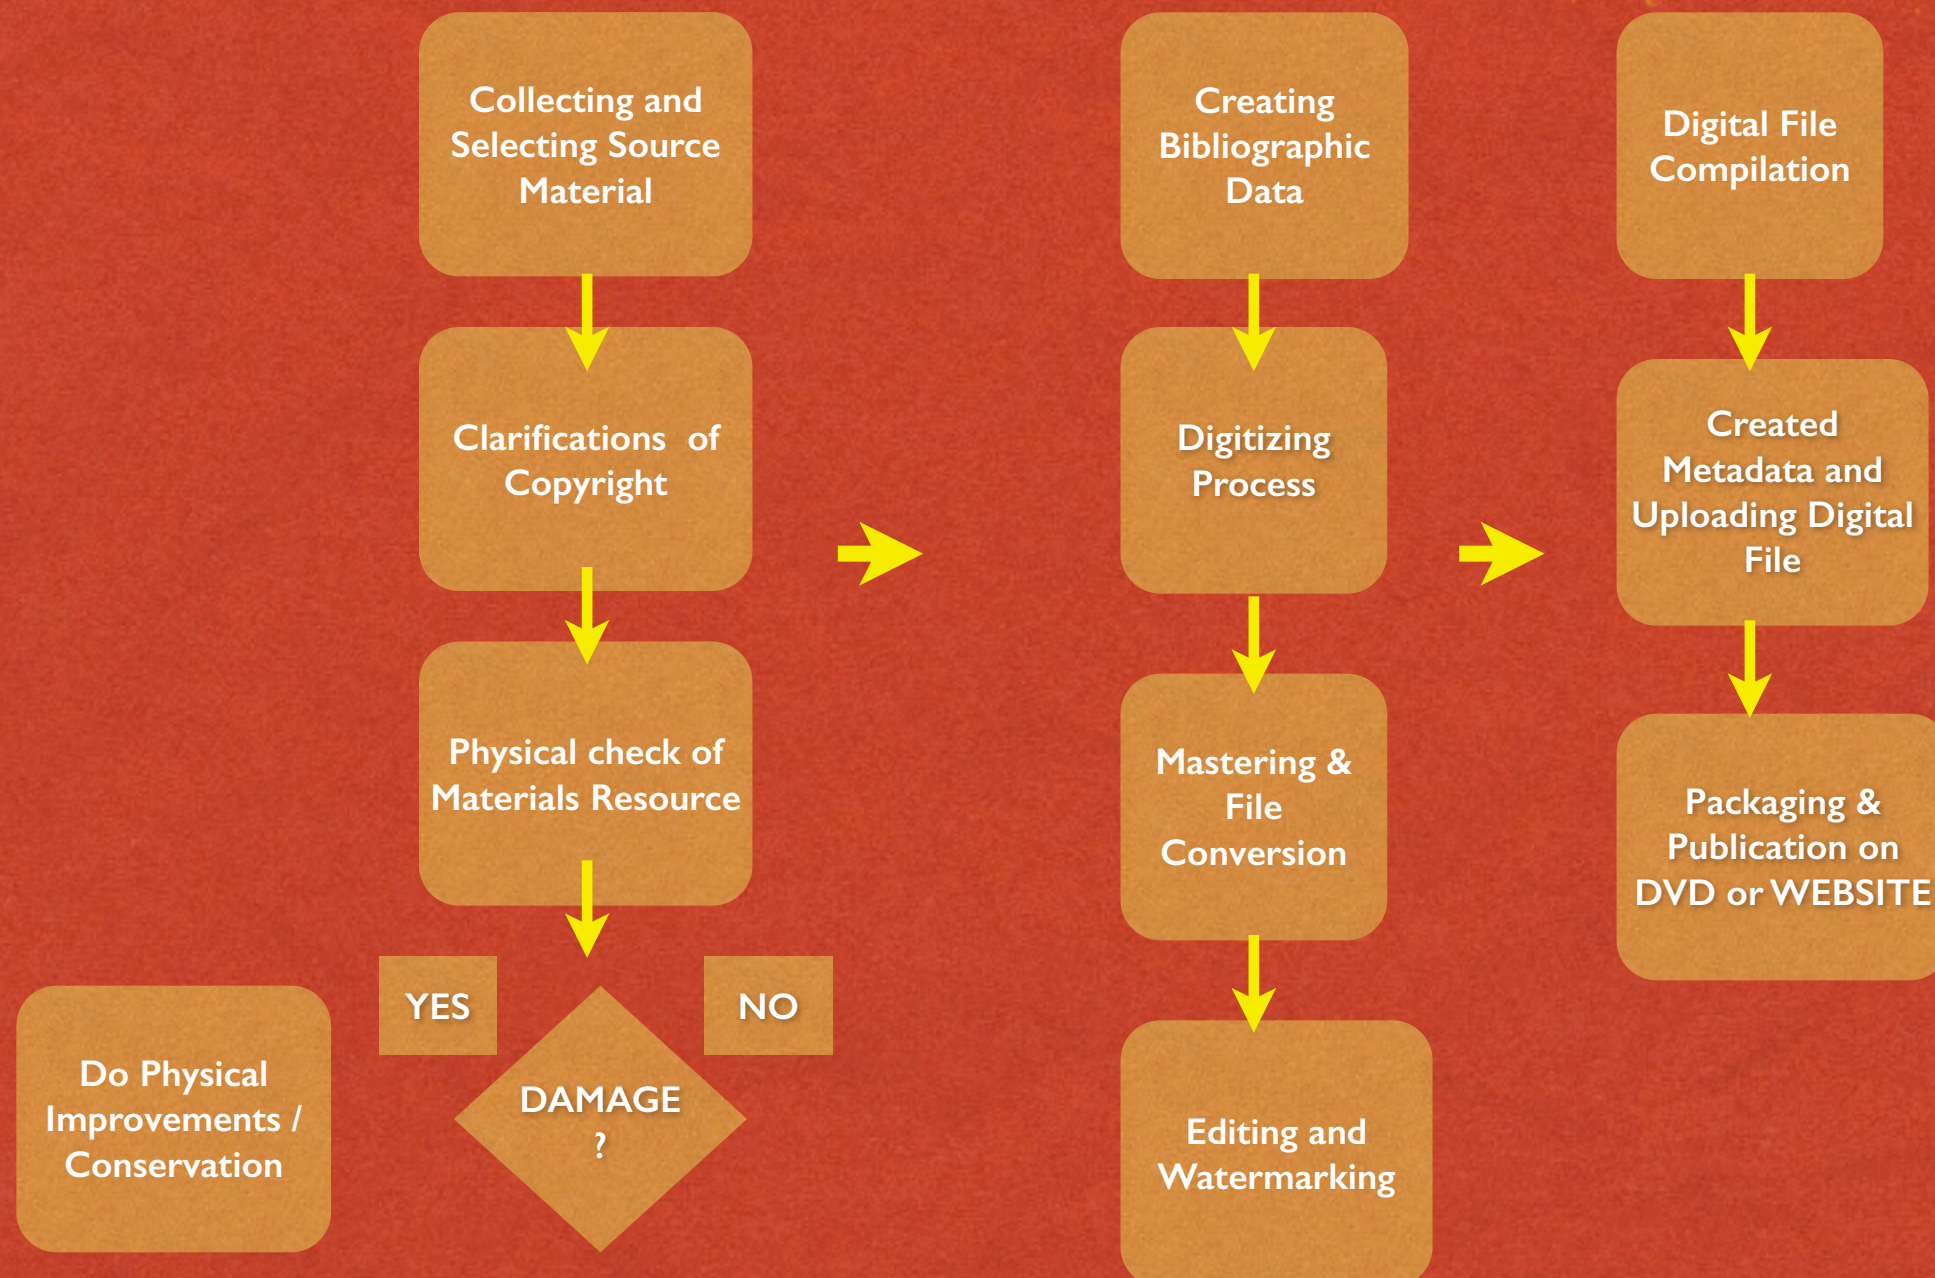 Collecting and
Selecting Source
Material
Clarifications of
Copyright
Physical check of
Materials Resource
YES
NO
DAMAGE
?
Do Physical
Improvements /
Conservation
Creating
Bibliographic
Data
Digitizing
Process
Mastering &
File
Conversion
Editing and
Watermarking
Digital File
Compilation
Created
Metadata and
Uploading Digital
File
Packaging &
Publication on
DVD or WEBSITE